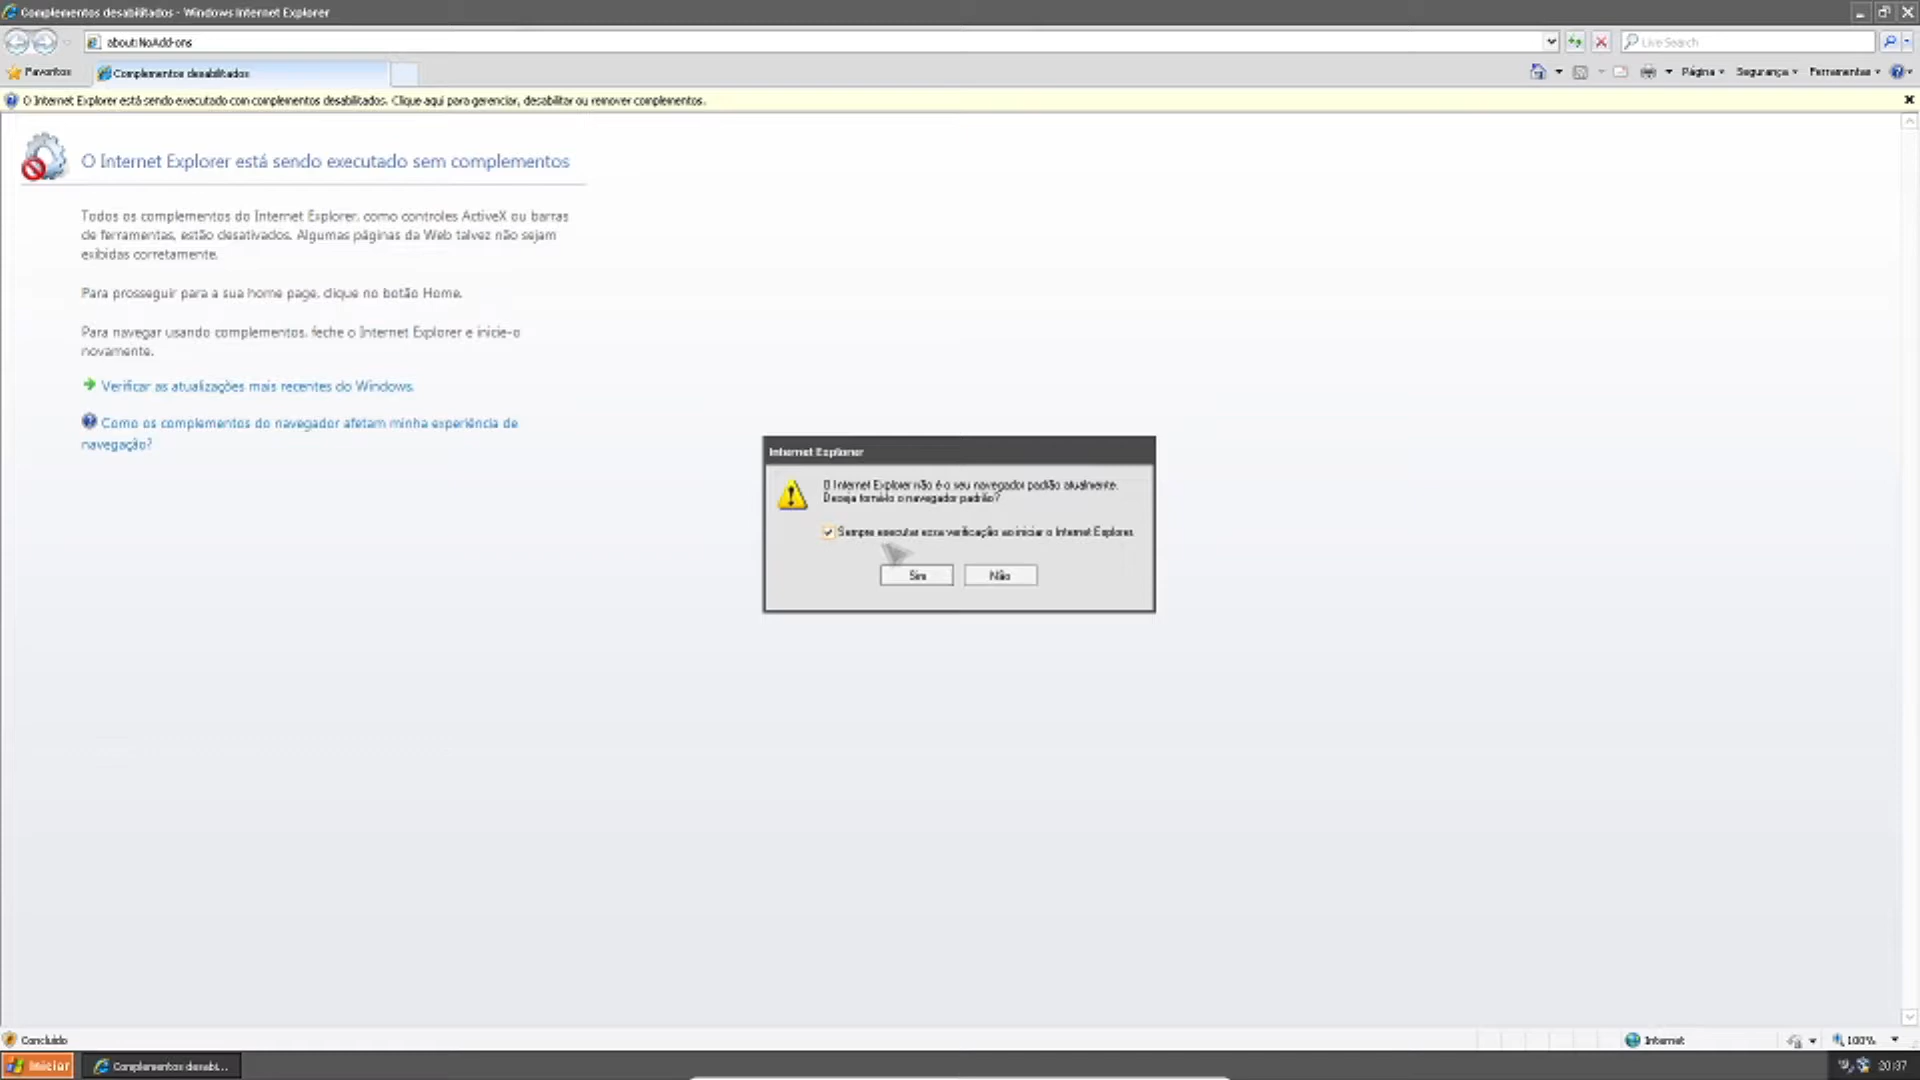 Complementos desabilitados - Windows Internet Explorer
about:NoAdd-ons
Live Search
Favoritos
Complementos desabilitados
Página
Segurança
Ferramentas
O Internet Explorer está sendo executado com complementos desabilitados. Clique aqui para gerenciar, desabilitar ou remover complementos.
O Internet Explorer está sendo executado sem complementos
Todos os complementos do Internet Explorer, como controles ActiveX ou barras
de ferramentas, estão desativados. Algumas páginas da Web talvez não sejam
exibidas corretamente.
Para prosseguir para a sua home page, clique no botão Home.
Para navegar usando complementos, feche o Internet Explorer e inicie-o
novamente.
Verificar as atualizações mais recentes do Windows.
Como os complementos do navegador afetam minha experiência de
navegação?
Internet Explorer
O Internet Explorer não é o seu navegador padrão atualmente.
Deseja torná-lo o navegador padrão?
Sempre executar essa verificação ao iniciar o Internet Explorer.
Sim
Não
Concluído
Internet
100%
Iniciar
Complementos desabi...
20:37